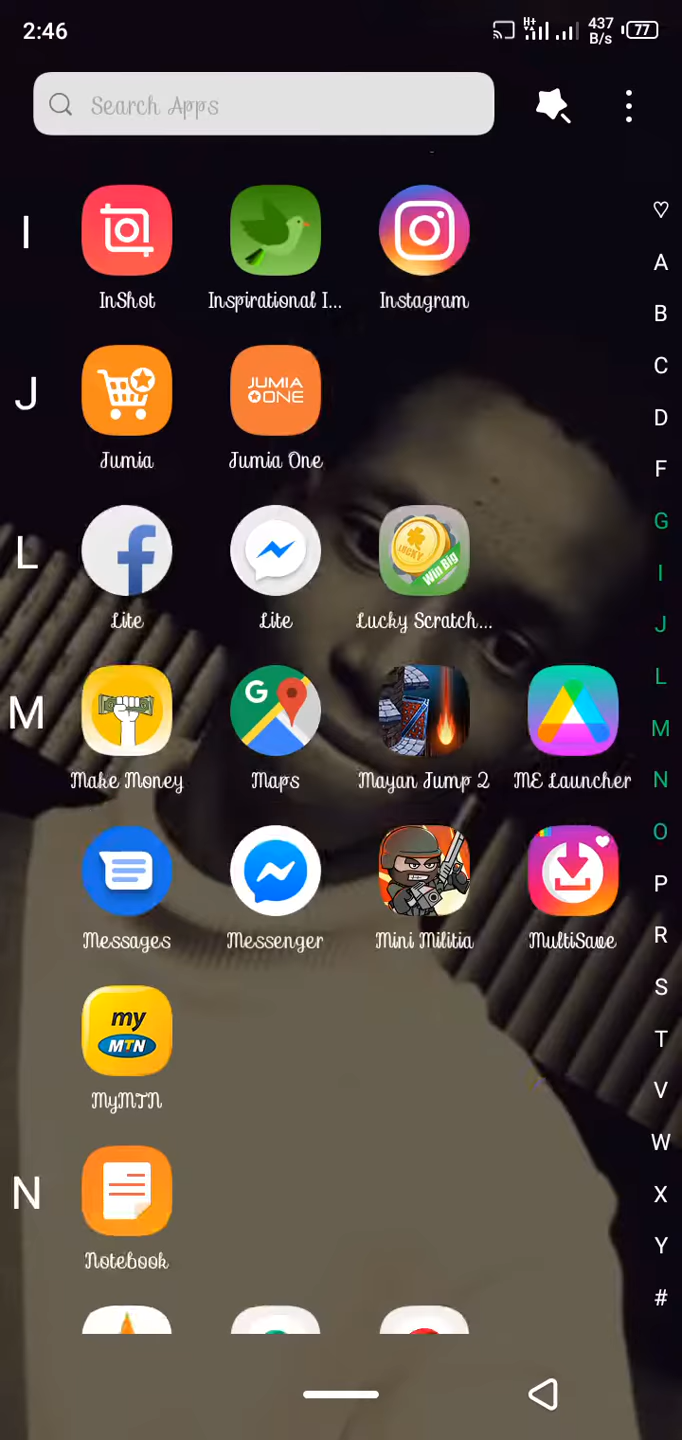 2:46
H+
437
B/s
77
Search Apps
I
InShot
Inspirational I...
Instagram
J
JUMIA
ONE
Jumia
Jumia One
L
LUCKY
Win Big
Lite
Lite
Lucky Scratch...
M
G
Make Money
Maps
Mayan Jump 2
ME Launcher
Messages
Messenger
Mini Militia
MultiSave
my
MTN
MyMTN
N
Notebook
♡
A
B
C
D
F
G
I
J
L
M
N
O
P
R
S
T
V
W
X
Y
#